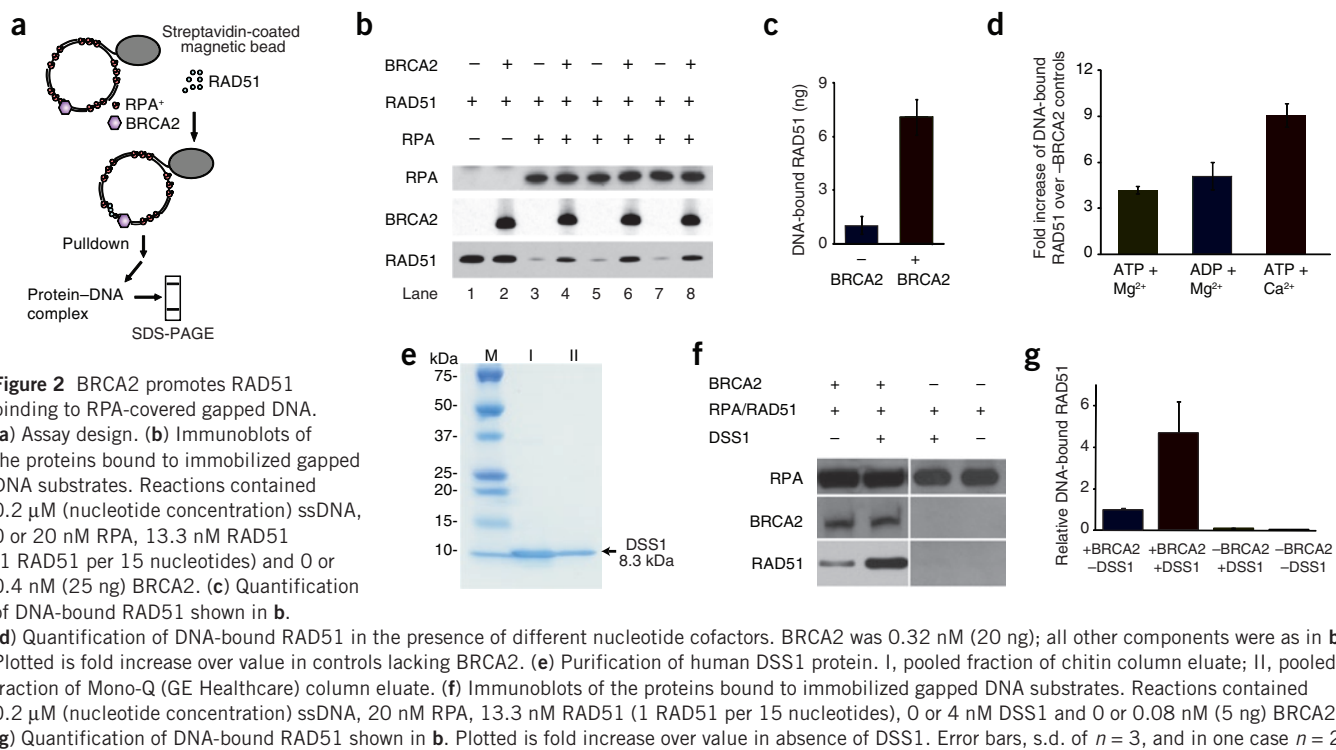 a
Streptavidin-coated
magnetic bead
RAD51
RPA+
BRCA2
Pulldown
Protein–DNA
complex
SDS-PAGE
b
BRCA2 – + – + – + – +
RAD51 + + + + + + + +
RPA – – + + + + + +
RPA
BRCA2
RAD51
Lane 1 2 3 4 5 6 7 8
c
DNA-bound RAD51 (ng)
9
6
3
0
– +
BRCA2 BRCA2
d
Fold increase of DNA-bound
RAD51 over –BRCA2 controls
12
9
6
3
0
ATP + ADP + ATP +
Mg2+ Mg2+ Ca2+
e
kDa M I II
75-
50-
37-
25-
20-
15-
10-
DSS1
8.3 kDa
f
BRCA2 + + – –
RPA/RAD51 + + + +
DSS1 – + + –
RPA
BRCA2
RAD51
g
Relative DNA-bound RAD51
6
4
2
0
+BRCA2 +BRCA2 –BRCA2 –BRCA2
–DSS1 +DSS1 +DSS1 –DSS1
igure 2 BRCA2 promotes RAD51
binding to RPA-covered gapped DNA.
a) Assay design. (b) Immunoblots of
he proteins bound to immobilized gapped
DNA substrates. Reactions contained
0.2 μM (nucleotide concentration) ssDNA,
0 or 20 nM RPA, 13.3 nM RAD51
1 RAD51 per 15 nucleotides) and 0 or
0.4 nM (25 ng) BRCA2. (c) Quantification
of DNA-bound RAD51 shown in b.
d) Quantification of DNA-bound RAD51 in the presence of different nucleotide cofactors. BRCA2 was 0.32 nM (20 ng); all other components were as in b
Plotted is fold increase over value in controls lacking BRCA2. (e) Purification of human DSS1 protein. I, pooled fraction of chitin column eluate; II, pooled
raction of Mono-Q (GE Healthcare) column eluate. (f) Immunoblots of the proteins bound to immobilized gapped DNA substrates. Reactions contained
0.2 μM (nucleotide concentration) ssDNA, 20 nM RPA, 13.3 nM RAD51 (1 RAD51 per 15 nucleotides), 0 or 4 nM DSS1 and 0 or 0.08 nM (5 ng) BRCA2
g) Quantification of DNA-bound RAD51 shown in b. Plotted is fold increase over value in absence of DSS1. Error bars, s.d. of n = 3, and in one case n = 2